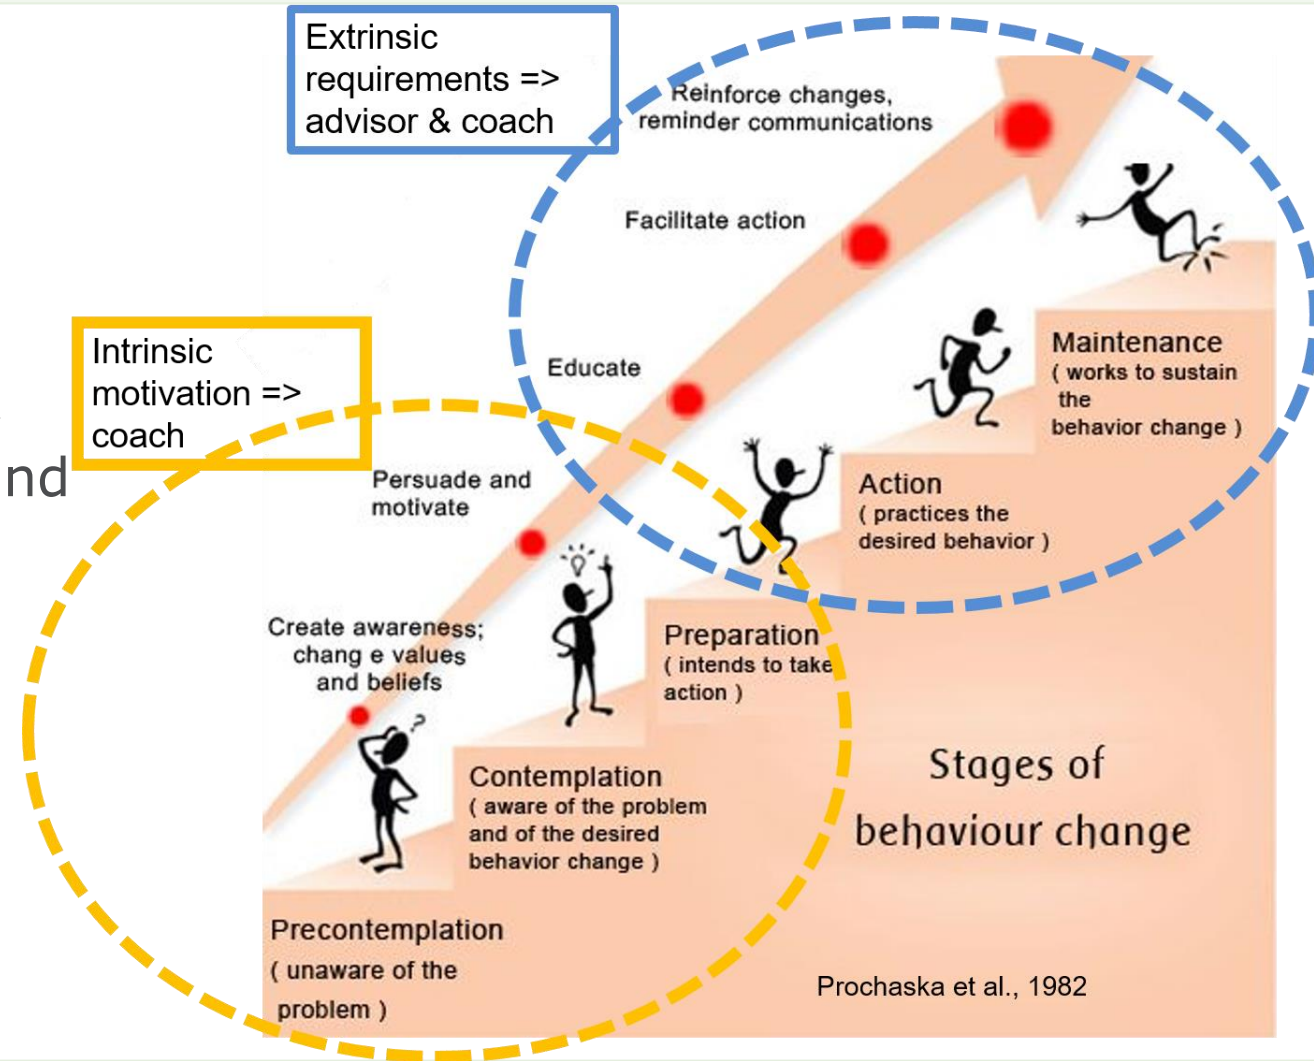 Extrinsic
requirements =>
advisor & coach
Reinforce changes,
reminder communications
Facilitate action
Intrinsic
motivation =>
coach
nd
Educate
Persuade and
motivate
Create awareness;
chang e values
and beliefs
Maintenance
( works to sustain
the
behavior change )
Action
( practices the
desired behavior )
Preparation
( intends to take
action )
Contemplation
( aware of the problem
and of the desired
behavior change )
Precontemplation
( unaware of the
problem )
?
Stages of
behaviour change
Prochaska et al., 1982